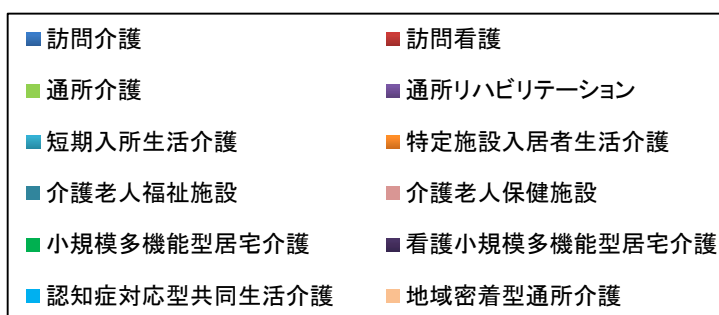 訪問介護 訪問看護
通所介護 通所リハビリテーション
短期入所生活介護 特定施設入居者生活介護
介護老人福祉施設 介護老人保健施設
小規模多機能型居宅介護 看護小規模多機能型居宅介護
認知症対応型共同生活介護 地域密着型通所介護